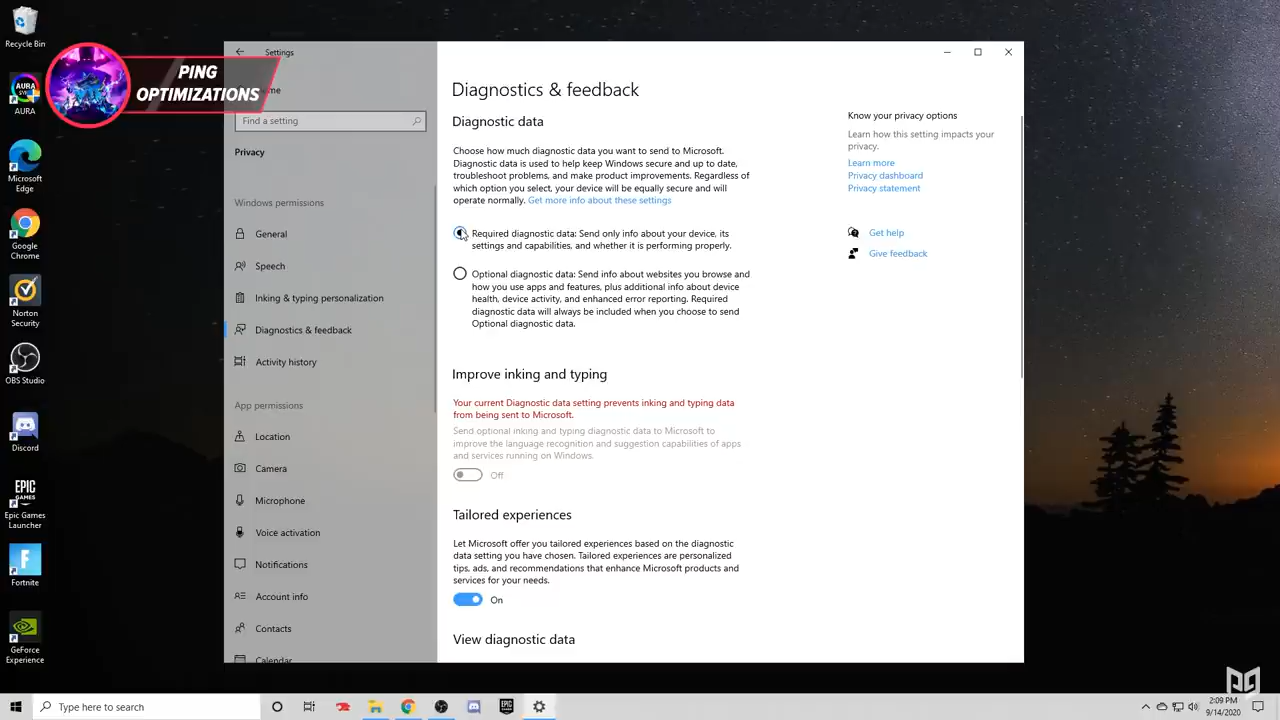 Recycle Bin
AURA
Microsoft
Edge
Google
Chrome
Norton
Security
OBS Studio
Discord
Epic Games
Launcher
Fortnite
GeForce
Experience
PING
OPTIMIZATIONS
Settings
me
Find a setting
Privacy
Windows permissions
General
Speech
Inking & typing personalization
Diagnostics & feedback
Activity history
App permissions
Location
Camera
Microphone
Voice activation
Notifications
Account info
Contacts
Calendar
Diagnostics & feedback
Diagnostic data
Choose how much diagnostic data you want to send to Microsoft.
Diagnostic data is used to help keep Windows secure and up to date,
troubleshoot problems, and make product improvements. Regardless of
which option you select, your device will be equally secure and will
operate normally. Get more info about these settings
Required diagnostic data: Send only info about your device, its
settings and capabilities, and whether it is performing properly.
Optional diagnostic data: Send info about websites you browse and
how you use apps and features, plus additional info about device
health, device activity, and enhanced error reporting. Required
diagnostic data will always be included when you choose to send
Optional diagnostic data.
Improve inking and typing
Your current Diagnostic data setting prevents inking and typing data
from being sent to Microsoft.
Send optional inking and typing diagnostic data to Microsoft to
improve the language recognition and suggestion capabilities of apps
and services running on Windows.
Off
Tailored experiences
Let Microsoft offer you tailored experiences based on the diagnostic
data setting you have chosen. Tailored experiences are personalized
tips, ads, and recommendations that enhance Microsoft products and
services for your needs.
On
View diagnostic data
Know your privacy options
Learn how this setting impacts your
privacy.
Learn more
Privacy dashboard
Privacy statement
Get help
Give feedback
Type here to search
2:09 PM
9/14/2020